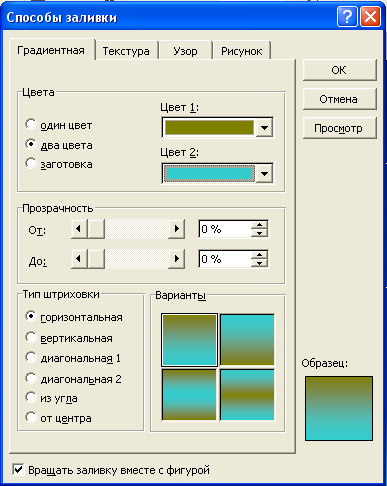 Способы заливки
Градиентная Текстура Узор Рисунок
ОК
Отмена
Просмотр
Цвета
один цвет
два цвета
заготовка
Цвет 1:
Цвет 2:
Прозрачность
От: 0 %
До: 0 %
Тип штриховки
горизонтальная
вертикальная
диагональная 1
диагональная 2
из угла
от центра
Варианты
Образец:
Вращать заливку вместе с фигурой